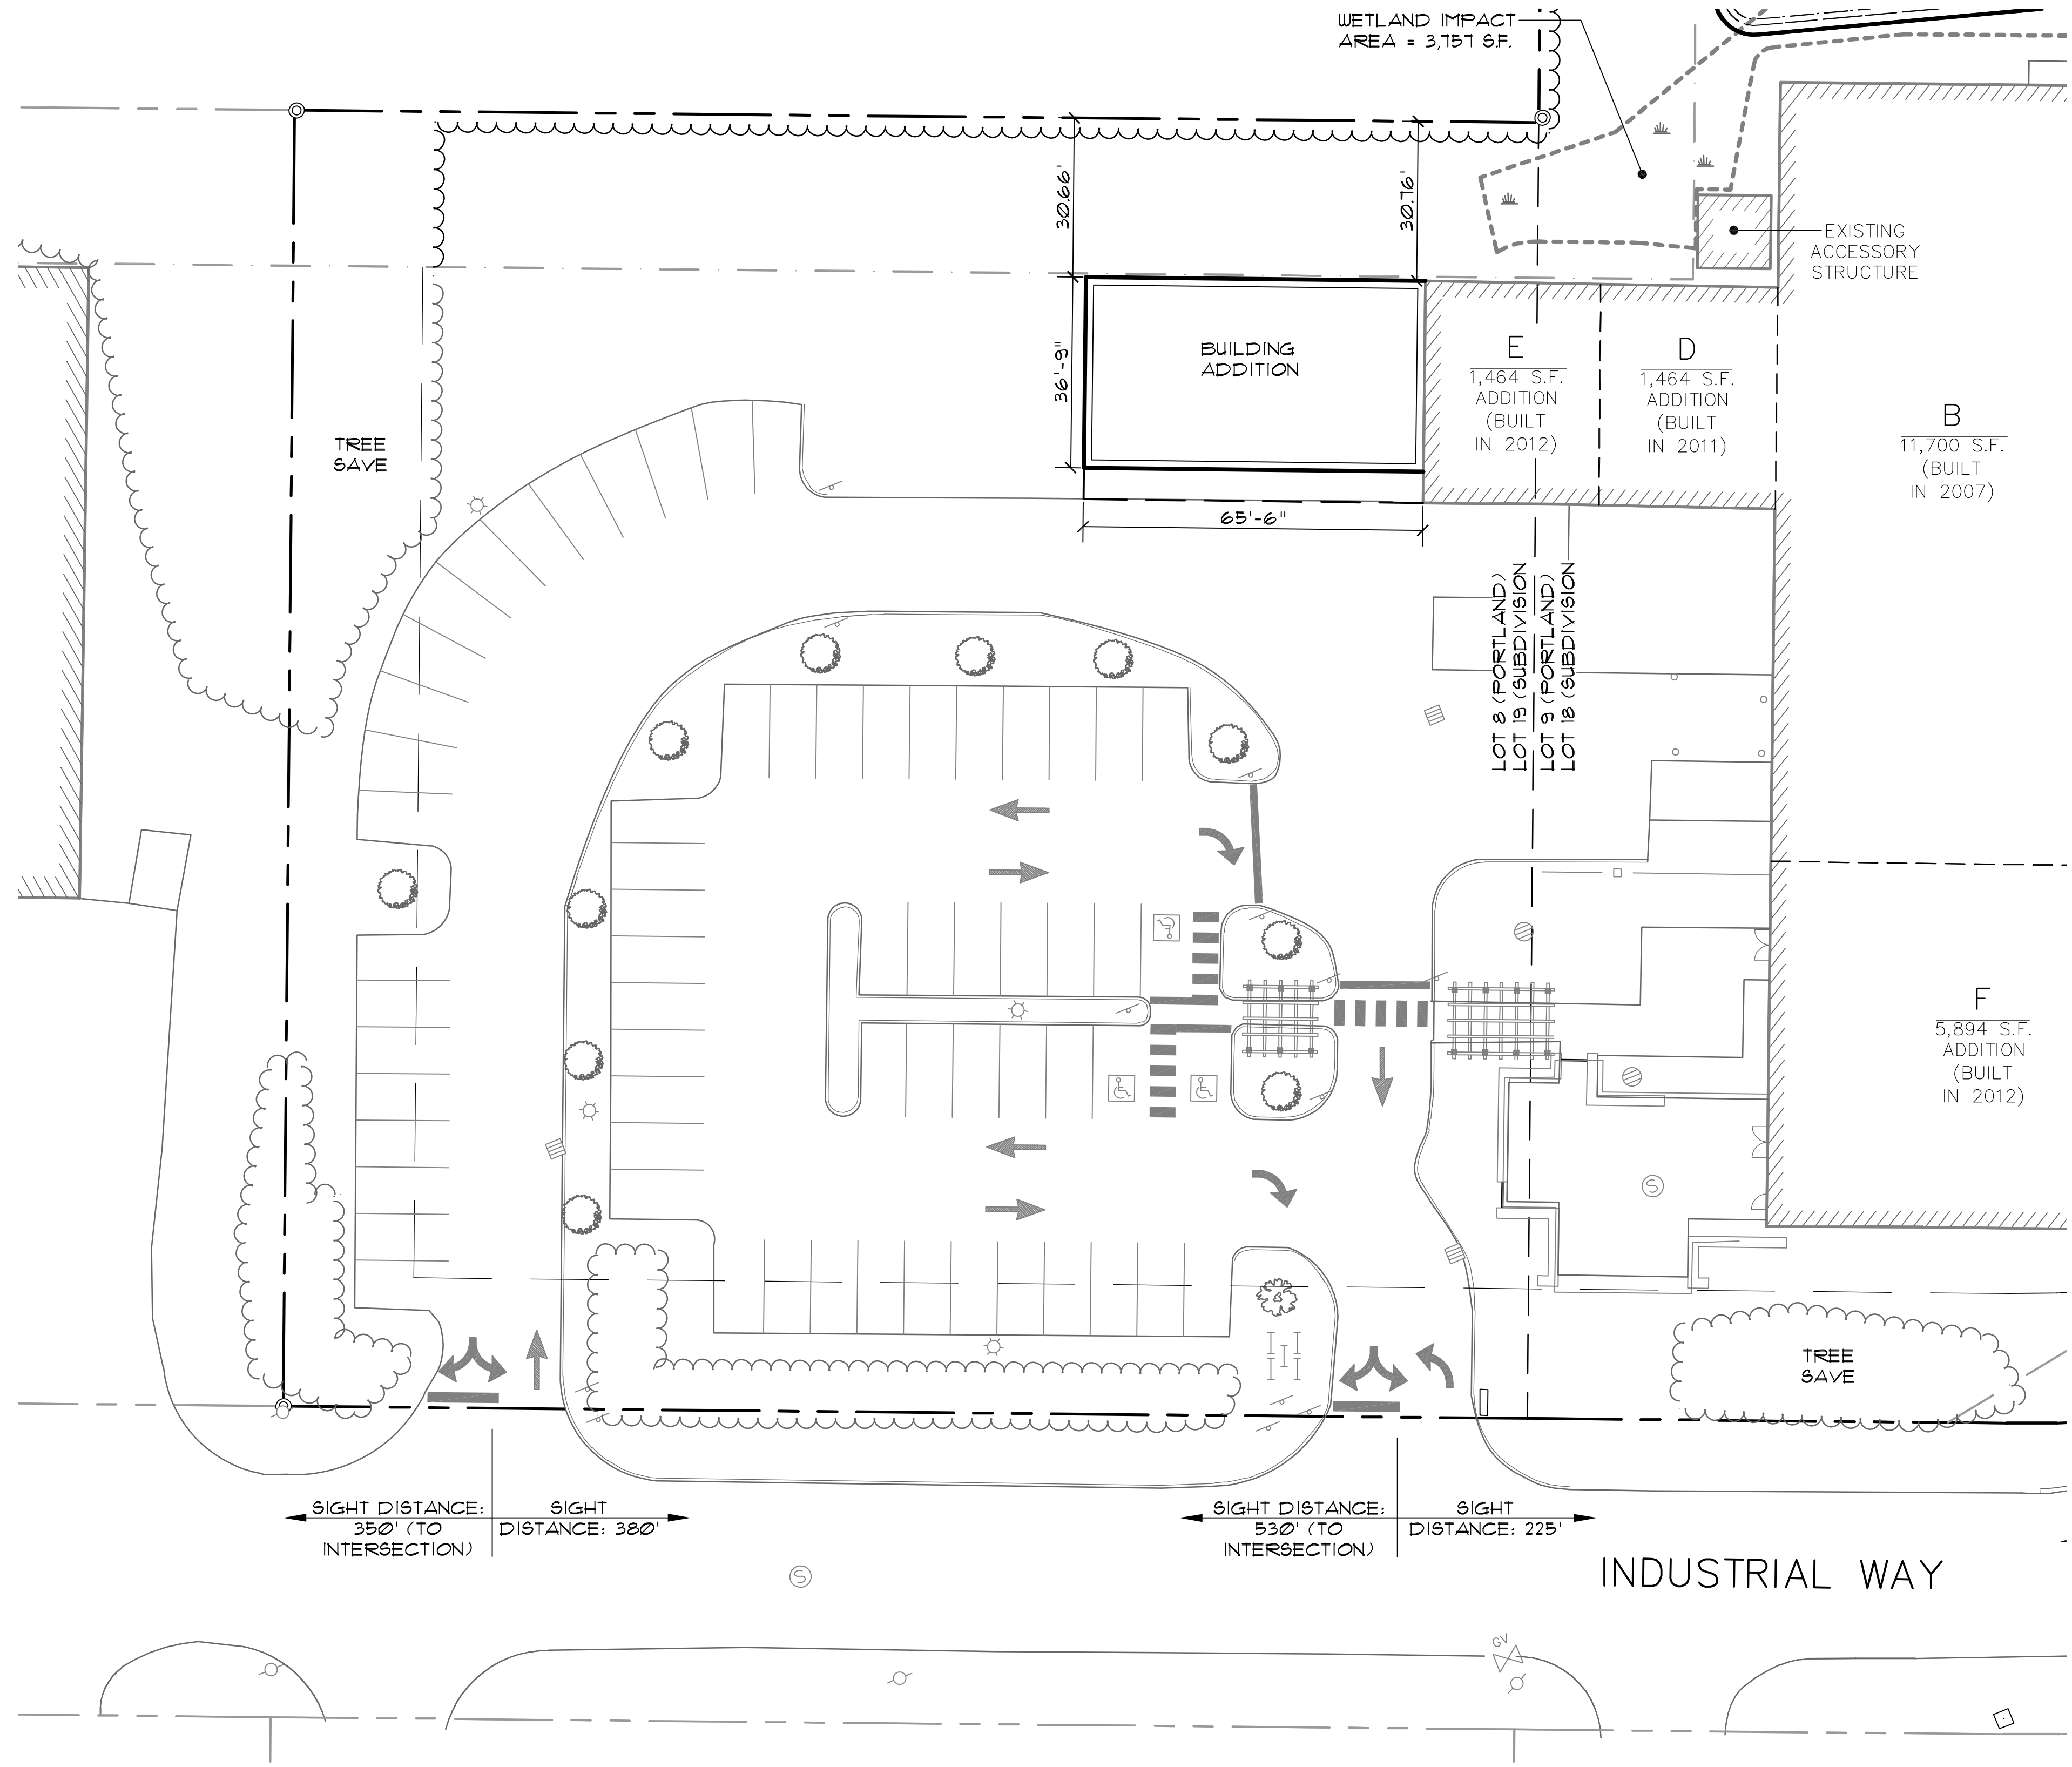 WETLAND IMPACT
AREA = 3,757 S.F.
30.66'
30.76'
EXISTING
ACCESSORY
STRUCTURE
36'-9"
BUILDING
ADDITION
E
1,464 S.F.
ADDITION
(BUILT
IN 2012)
D
1,464 S.F.
ADDITION
(BUILT
IN 2011)
B
11,700 S.F.
(BUILT
IN 2007)
TREE
SAVE
65'-6"
LOT 8 (PORTLAND)
LOT 19 (SUBDIVISION
LOT 9 (PORTLAND)
LOT 18 (SUBDIVISION
F
5,894 S.F.
ADDITION
(BUILT
IN 2012)
S
TREE
SAVE
SIGHT DISTANCE:
350' (TO
INTERSECTION)
SIGHT
DISTANCE: 380'
SIGHT DISTANCE:
530' (TO
INTERSECTION)
SIGHT
DISTANCE: 225'
S
INDUSTRIAL WAY
GV